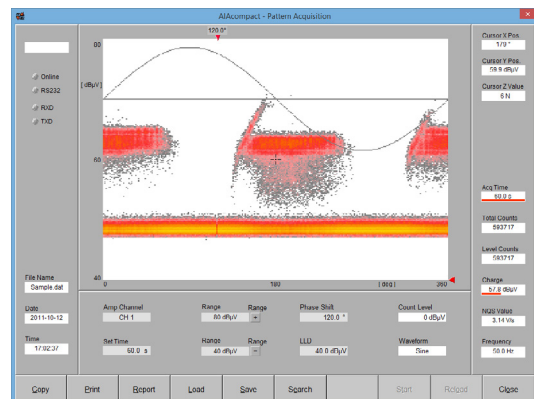 AIAcompact - Pattern Acquisition
Online
RS232
RXD
TXD
File Name
Sample.dat
Date
2011-10-12
Time
17:02:37
120.0°
80
[dBµV]
60
40
0
180
[deg]
Amp Channel
CH 1
Range
80 dBµV
Range
+
Phase Shift
120.0 °
Count Level
0 dBµV
Set Time
60.0 s
Range
40 dBµV
Range
−
LLD
40.0 dBµV
Waveform
Sine
Cursor X Pos.
170 °
Cursor Y Pos.
59.9 dBµV
Cursor Z Value
6 N
Acq.Time
60.0 s
Total Counts
593717
Level Counts
593717
Charge
57.8 dBµV
NQS Value
3.14 V/s
Frequency
50.0 Hz
Copy
Print
Report
Load
Save
Search
Start
Reload
Close